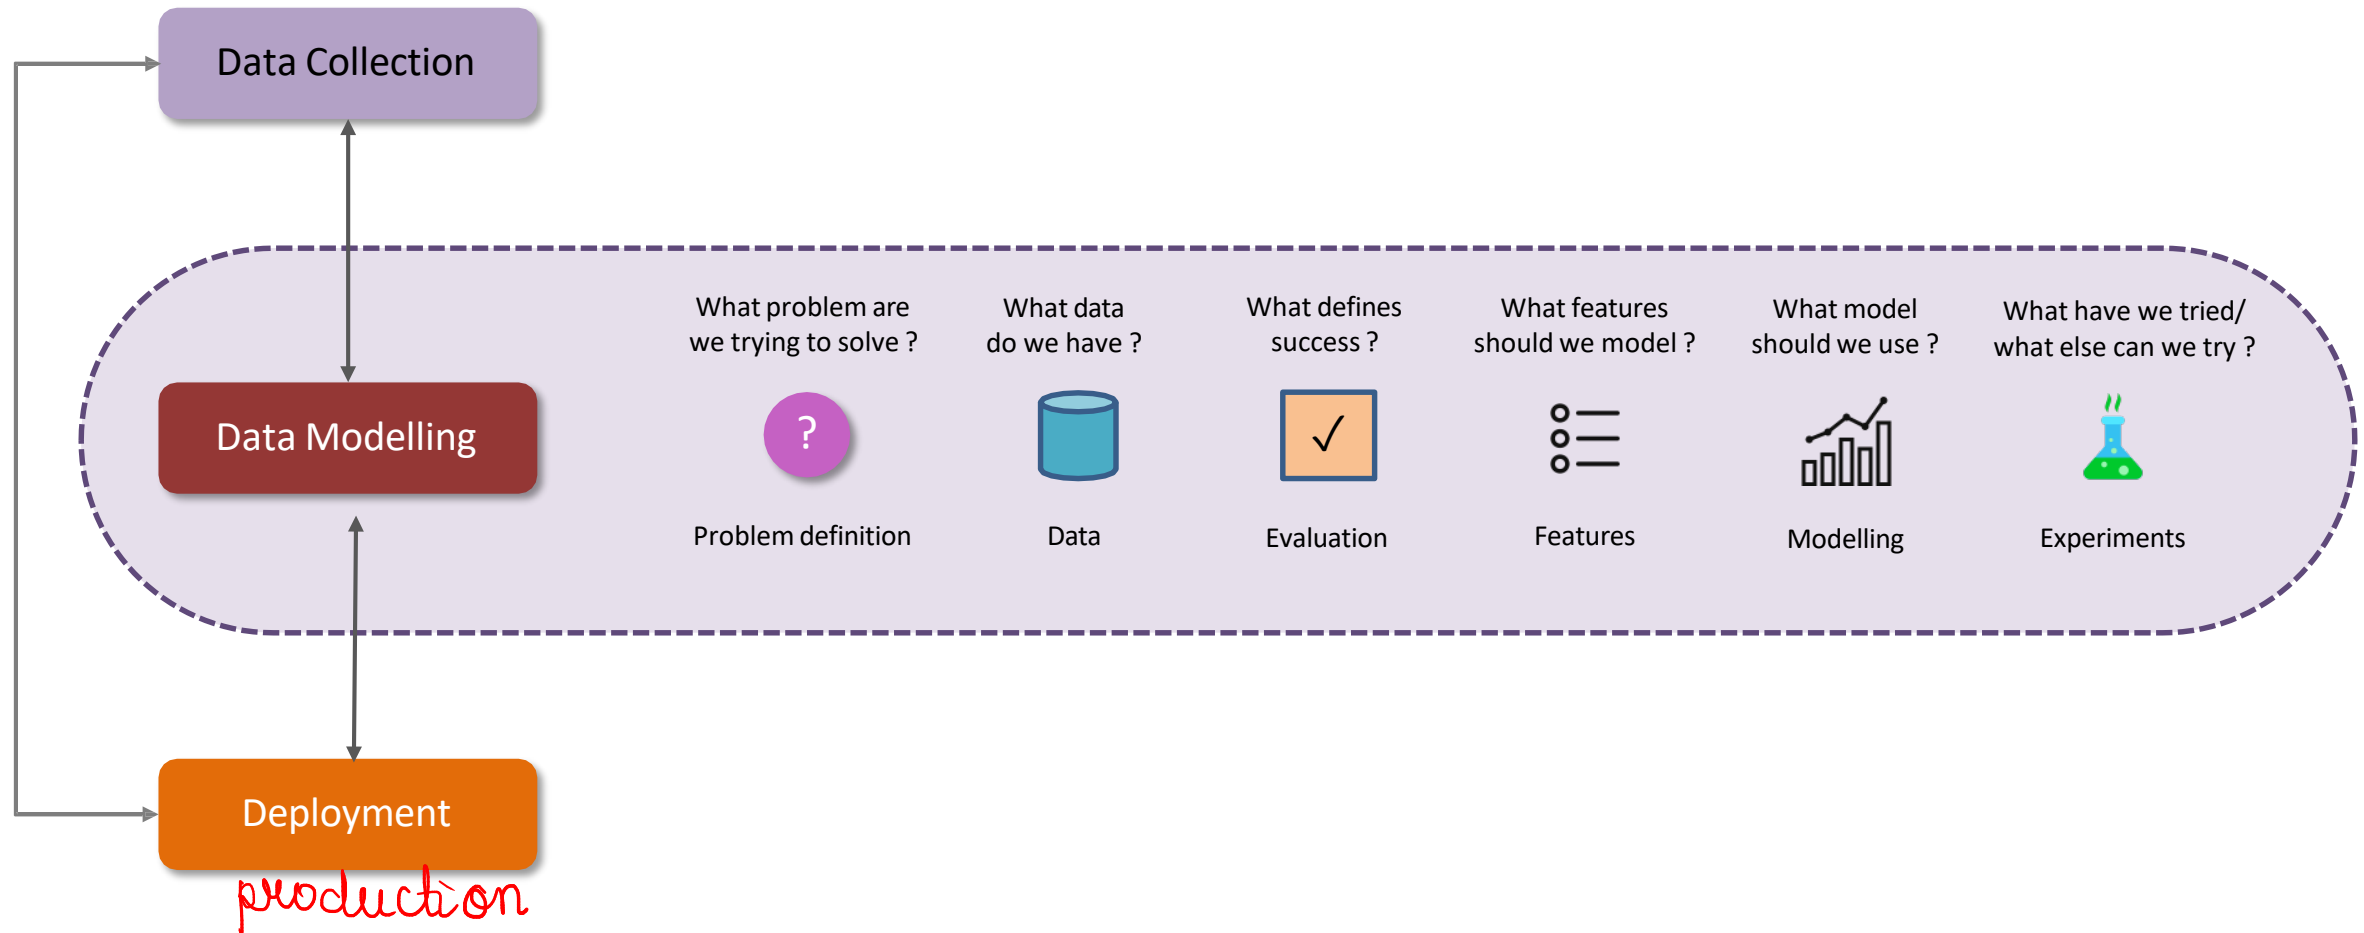 Data Collection
What problem are
we trying to solve ?
What data
do we have ?
What defines
success ?
What features
should we model ?
What model
should we use ?
What have we tried/
what else can we try ?
Data Modelling
?
Problem definition
Data
Evaluation
Features
Modelling
Experiments
Deployment
production